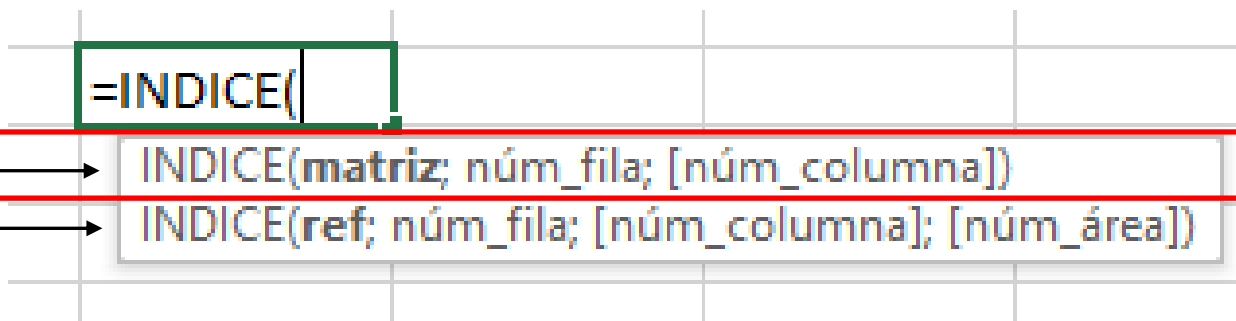 =INDICE(
INDICE(matriz; núm_fila; [núm_columna])
INDICE(ref; núm_fila; [núm_columna]; [núm_área])